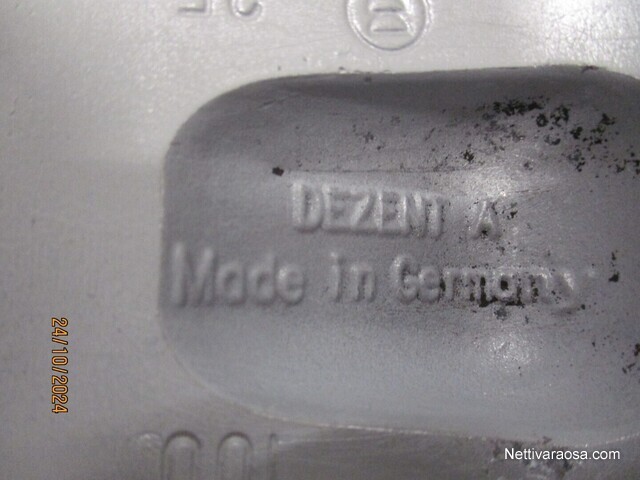 DEZENT A
Made in Germany
24/10/2024
Nettivaraosa.com